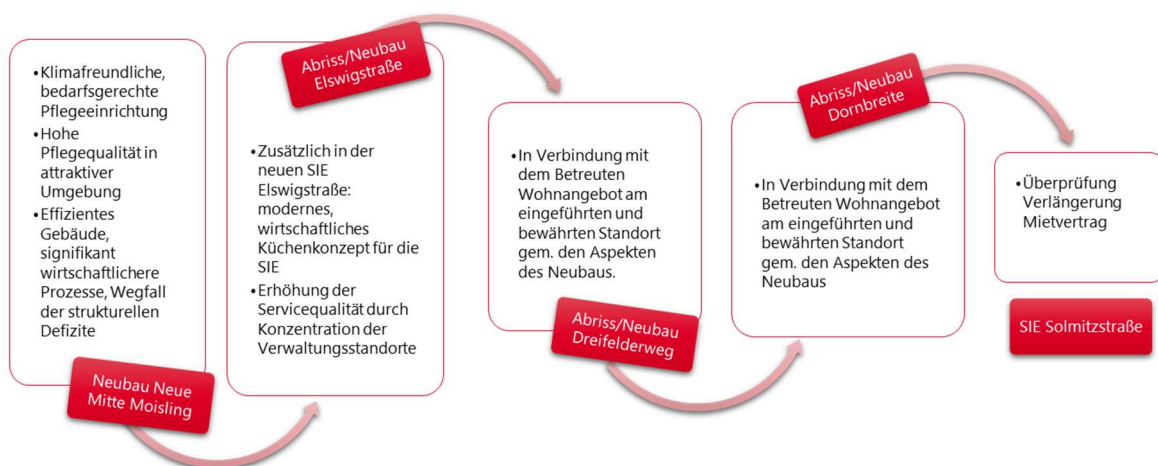 •Klimafreundliche,
bedarfsgerechte
Pflegeeinrichtung
•Hohe
Pflegequalität in
attraktiver
Umgebung
•Effizientes
Gebäude,
signifikant
wirtschaftlichere
Prozesse, Wegfall
der strukturellen
Defizite
Neubau Neue
Mitte Moisling
Abriss/Neubau
Elswigstraße
•Zusätzlich in der
neuen SIE
Elswigstraße:
modernes,
wirtschaftliches
Küchenkonzept für die
SIE
•Erhöhung der
Servicequalität durch
Konzentration der
Verwaltungsstandorte
•In Verbindung mit
dem Betreuten
Wohnangebot am
eingeführten und
bewährten Standort
gem. den Aspekten
des Neubaus.
Abriss/Neubau
Dreifelderweg
Abriss/Neubau
Dornbreite
•In Verbindung mit dem
Betreuten Wohnangebot
am eingeführten und
bewährten Standort
gem. den Aspekten des
Neubaus
•Überprüfung
Verlängerung
Mietvertrag
SIE Solmitzstraße